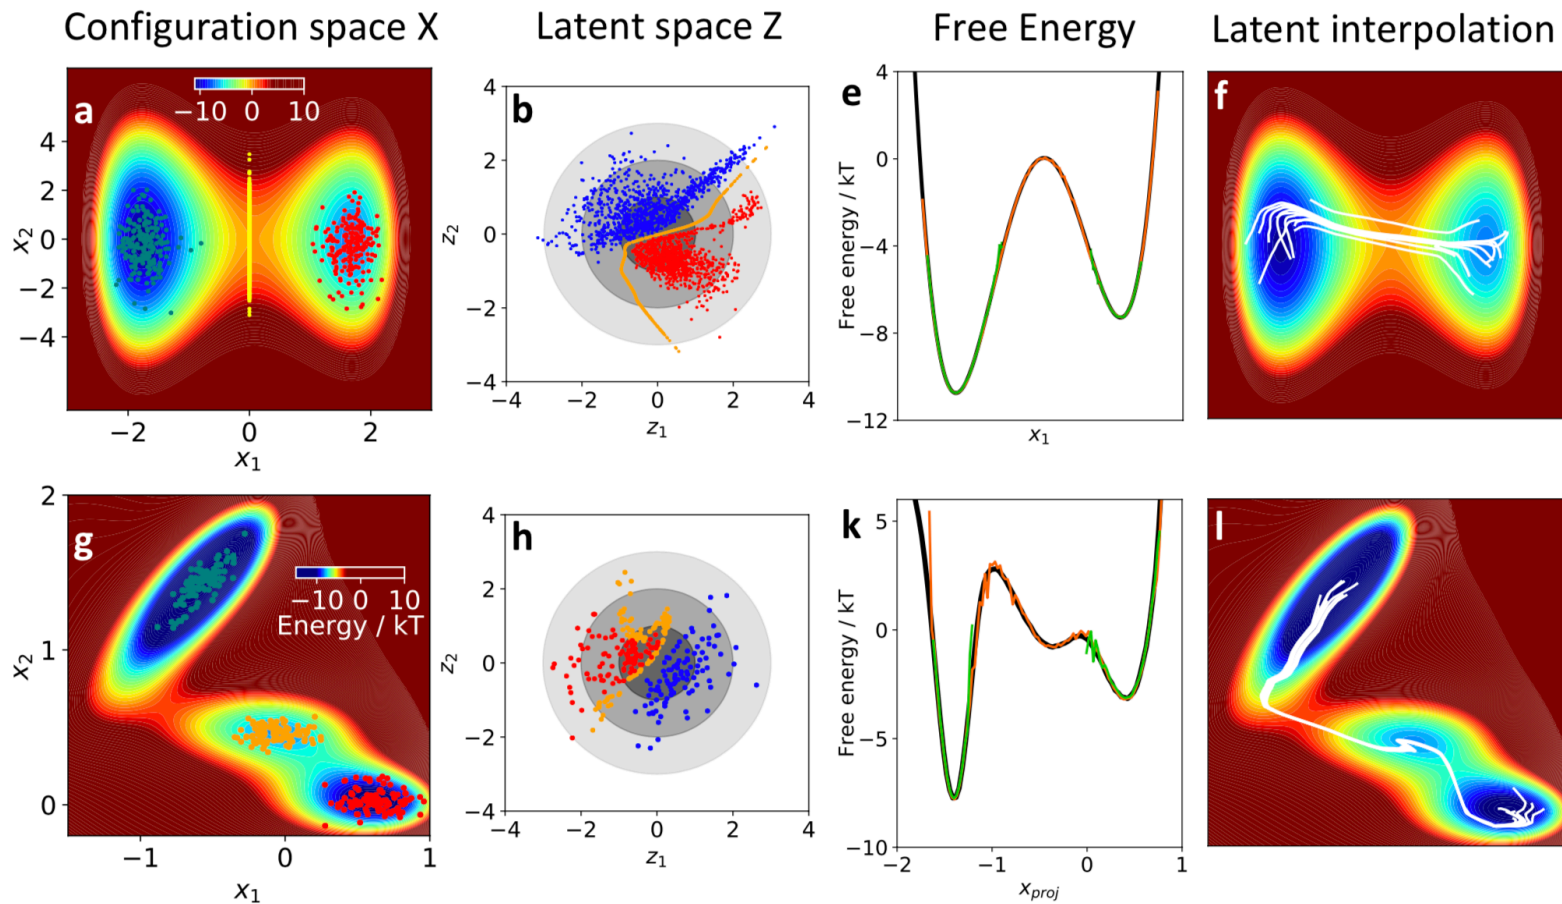 Configuration space X
Latent space Z
Free Energy
Latent interpolation
a
−10 0 10
x₂
4
2
0
−2
−4
−2 0 2
x₁
b
z₂
4
2
0
−2
−4
−4 −2 0 2 4
z₁
e
Free energy / kT
4
0
−4
−8
−12
x₁
f
g
−10 0 10
Energy / kT
x₂
2
1
0
−1 0 1
x₁
h
z₂
4
2
0
−2
−4
−4 −2 0 2 4
z₁
k
Free energy / kT
5
0
−5
−10
−2 −1 0 1
xₚᵣₒⱼ
l